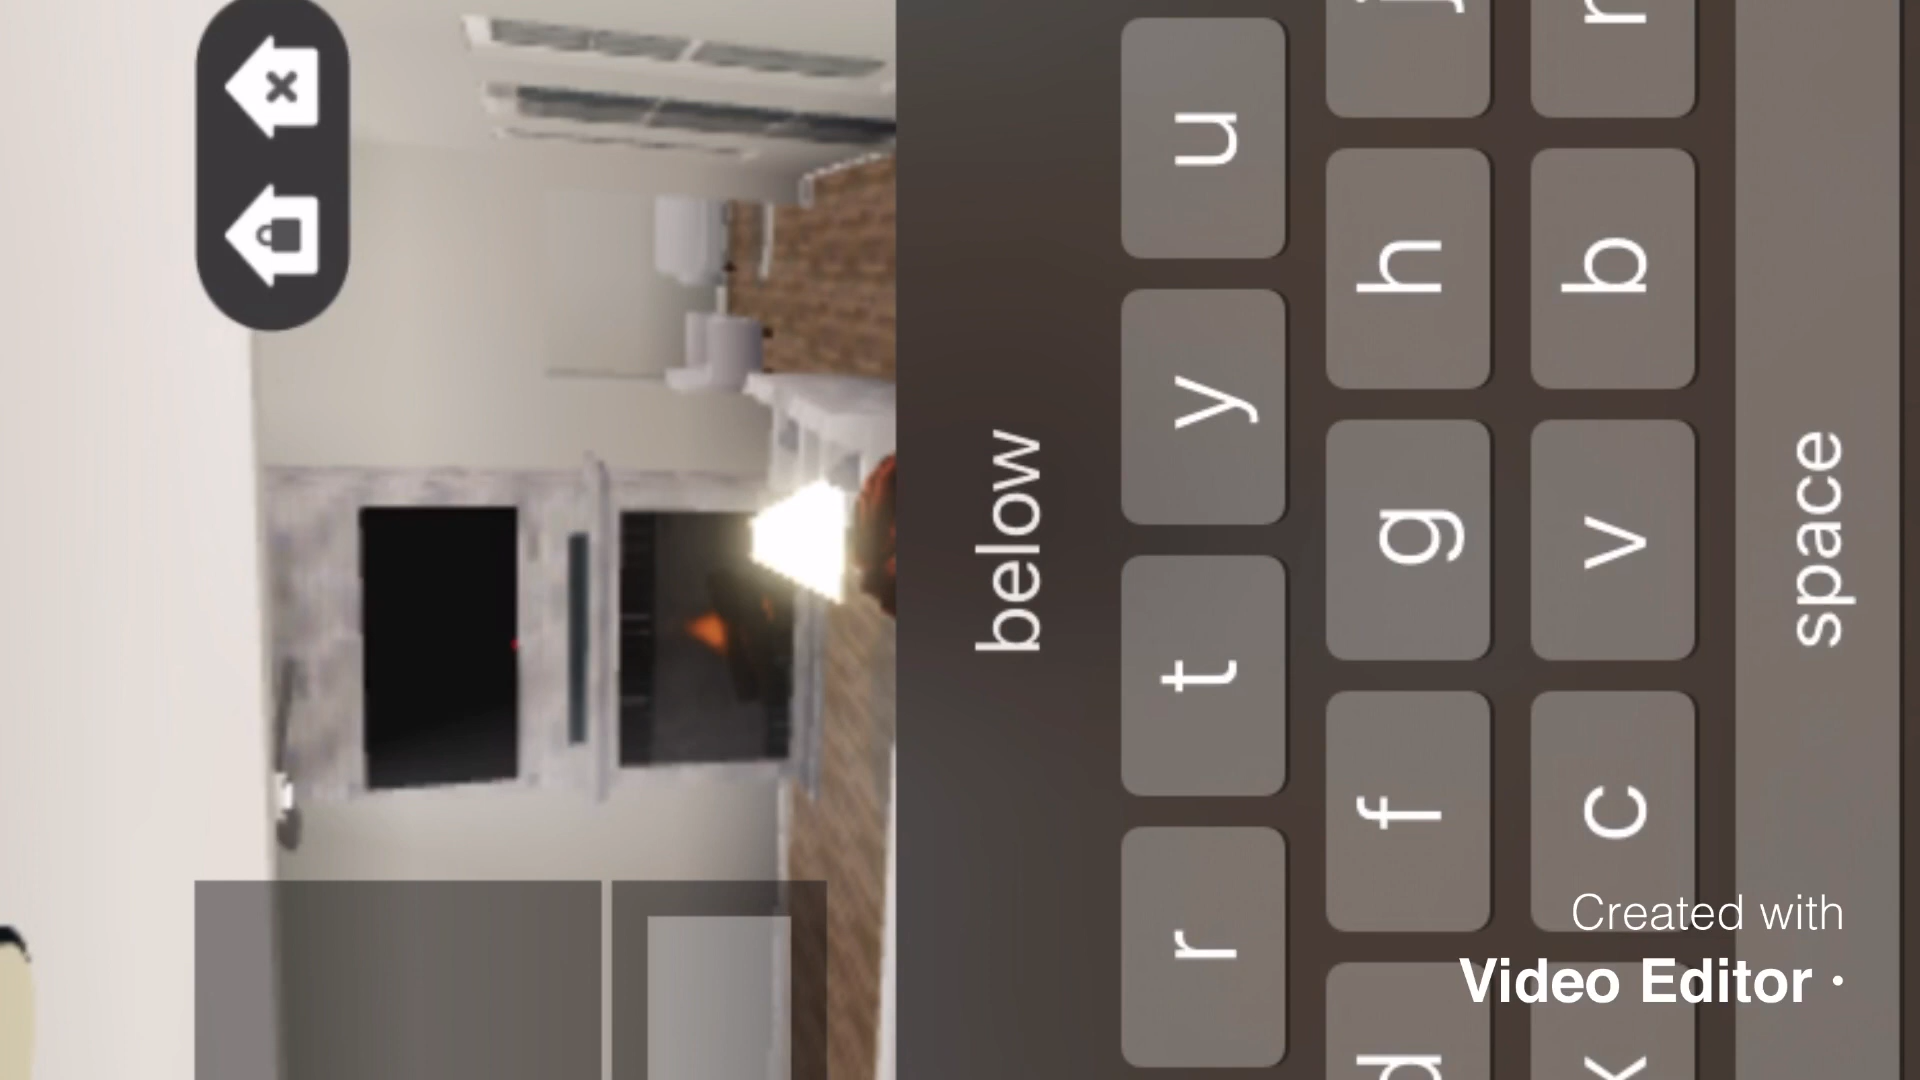 below
r t y u
d f g h j
x c v b n
space
Created with
Video Editor ·